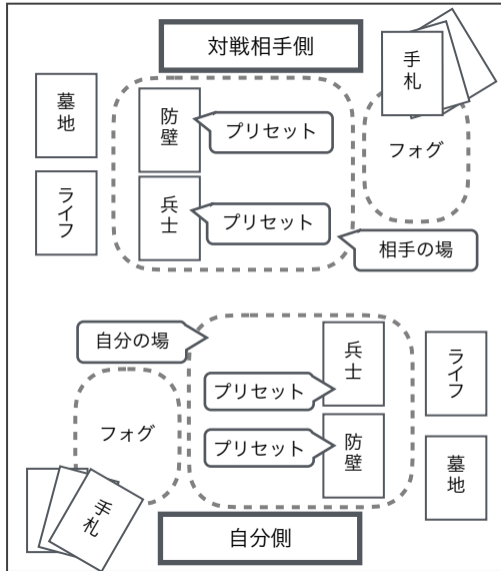 対戦相手側
手札
墓地
防壁
プリセット
フォグ
ライフ
兵士
プリセット
相手の場
自分の場
兵士
ライフ
プリセット
フォグ
防壁
プリセット
墓地
手札
自分側